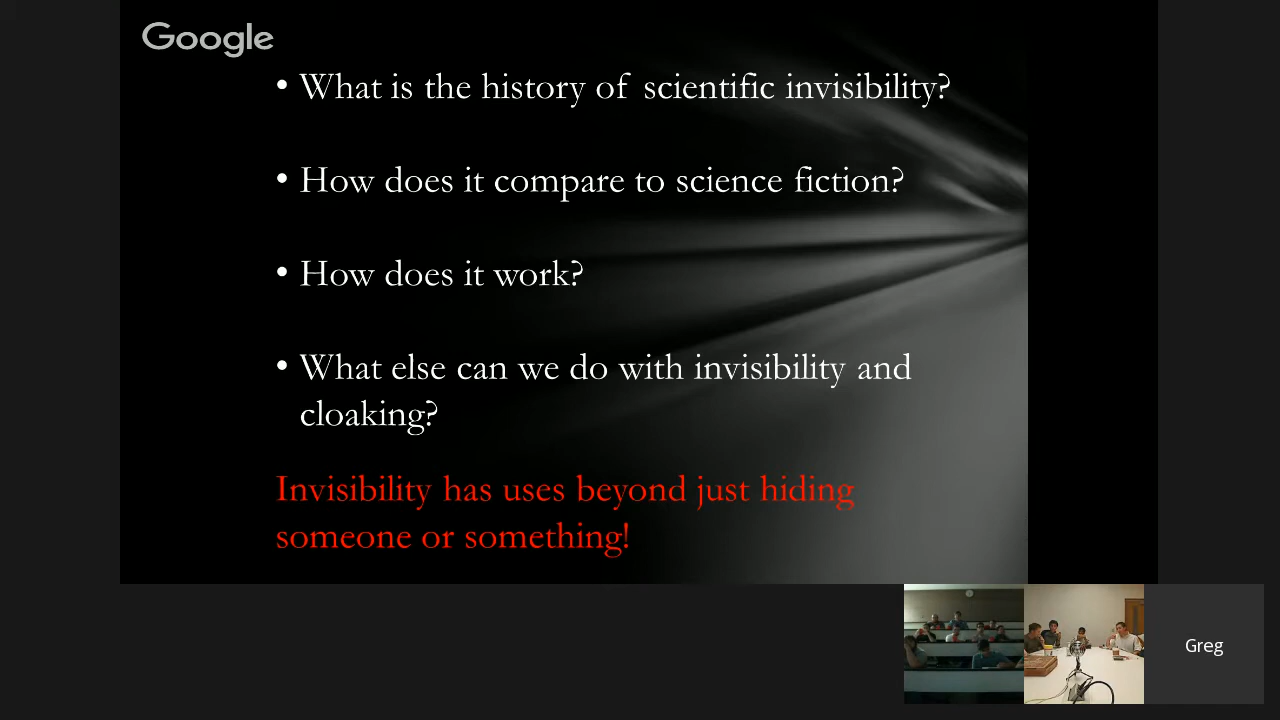 Google
• What is the history of scientific invisibility?
• How does it compare to science fiction?
• How does it work?
• What else can we do with invisibility and
cloaking?
Invisibility has uses beyond just hiding
someone or something!
Greg